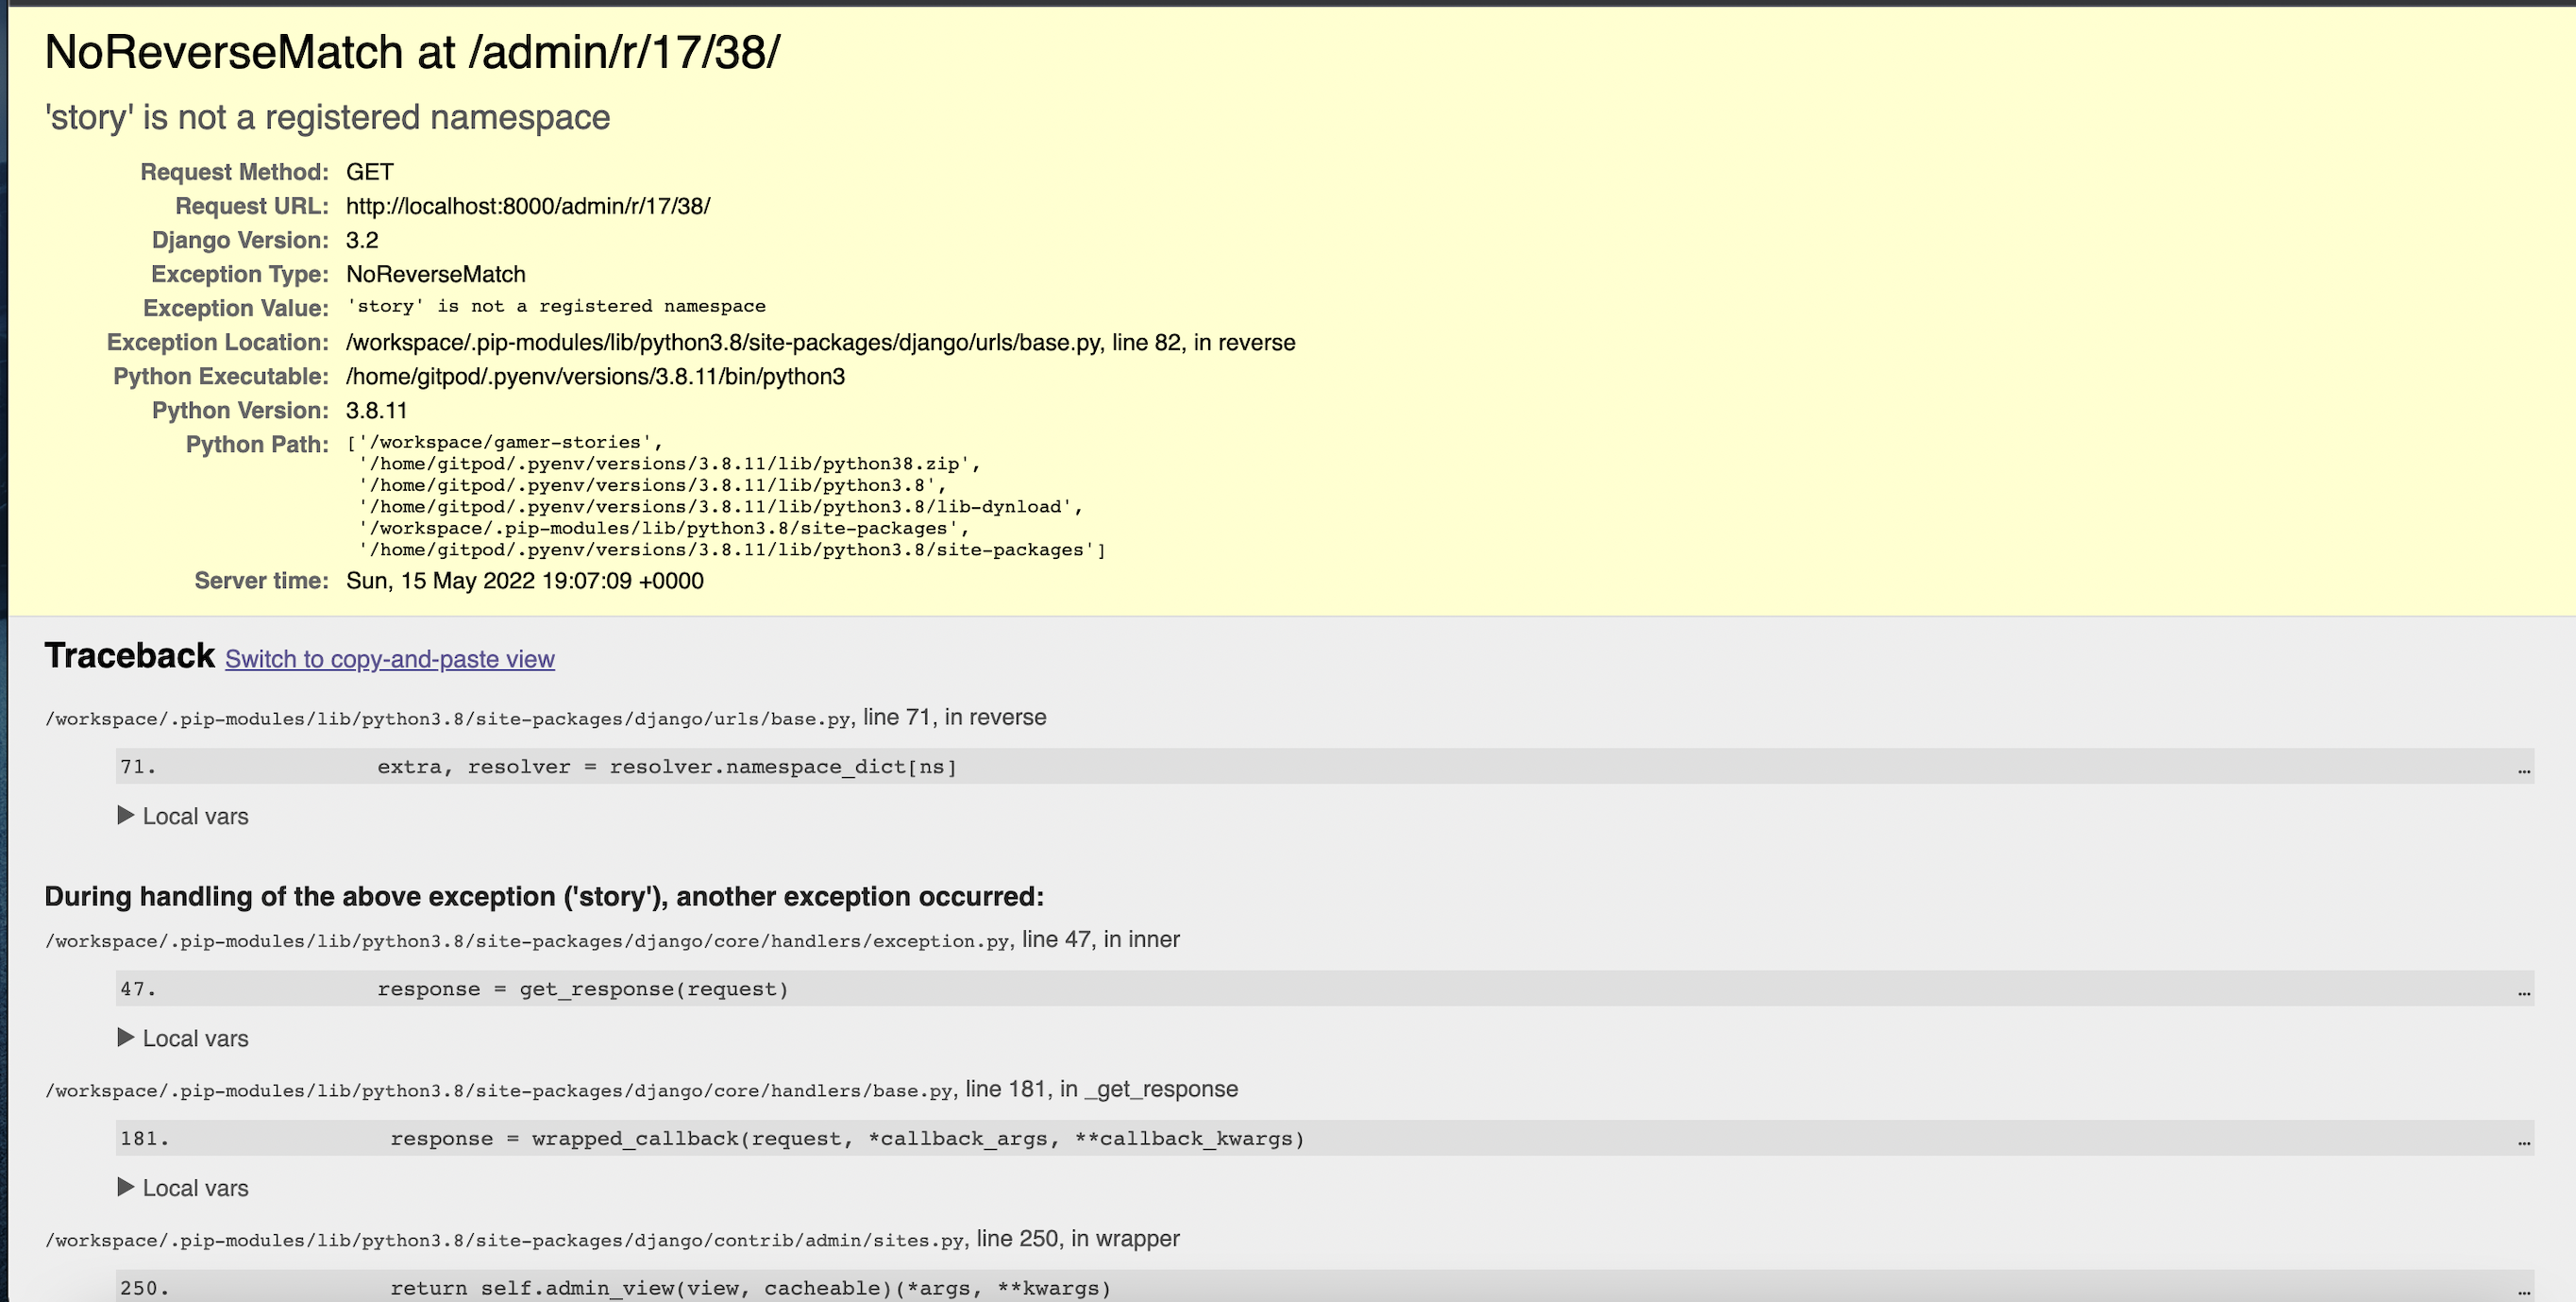 NoReverseMatch at /admin/r/17/38/
'story' is not a registered namespace
Request Method: GET
Request URL: http://localhost:8000/admin/r/17/38/
Django Version: 3.2
Exception Type: NoReverseMatch
Exception Value: 'story' is not a registered namespace
Exception Location: /workspace/.pip-modules/lib/python3.8/site-packages/django/urls/base.py, line 82, in reverse
Python Executable: /home/gitpod/.pyenv/versions/3.8.11/bin/python3
Python Version: 3.8.11
Python Path: ['/workspace/gamer-stories',
'/home/gitpod/.pyenv/versions/3.8.11/lib/python38.zip',
'/home/gitpod/.pyenv/versions/3.8.11/lib/python3.8',
'/home/gitpod/.pyenv/versions/3.8.11/lib/python3.8/lib-dynload',
'/workspace/.pip-modules/lib/python3.8/site-packages',
'/home/gitpod/.pyenv/versions/3.8.11/lib/python3.8/site-packages']
Server time: Sun, 15 May 2022 19:07:09 +0000
Traceback Switch to copy-and-paste view
/workspace/.pip-modules/lib/python3.8/site-packages/django/urls/base.py, line 71, in reverse
71. extra, resolver = resolver.namespace_dict[ns] …
▶ Local vars
During handling of the above exception ('story'), another exception occurred:
/workspace/.pip-modules/lib/python3.8/site-packages/django/core/handlers/exception.py, line 47, in inner
47. response = get_response(request) …
▶ Local vars
/workspace/.pip-modules/lib/python3.8/site-packages/django/core/handlers/base.py, line 181, in _get_response
181. response = wrapped_callback(request, *callback_args, **callback_kwargs) …
▶ Local vars
/workspace/.pip-modules/lib/python3.8/site-packages/django/contrib/admin/sites.py, line 250, in wrapper
250. return self.admin_view(view, cacheable)(*args, **kwargs) …